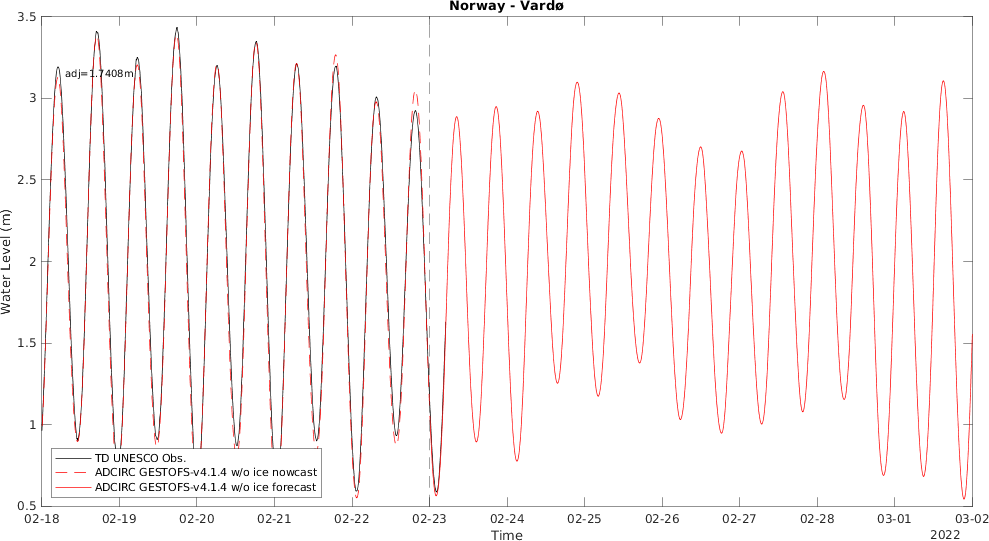 Norway - Vardø
3.5
3
2.5
2
1.5
1
0.5
Water Level (m)
adj=1.7408m
TD UNESCO Obs.
ADCIRC GESTOFS-v4.1.4 w/o ice nowcast
ADCIRC GESTOFS-v4.1.4 w/o ice forecast
02-18 02-19 02-20 02-21 02-22 02-23 02-24 02-25 02-26 02-27 02-28 03-01 03-02
Time
2022